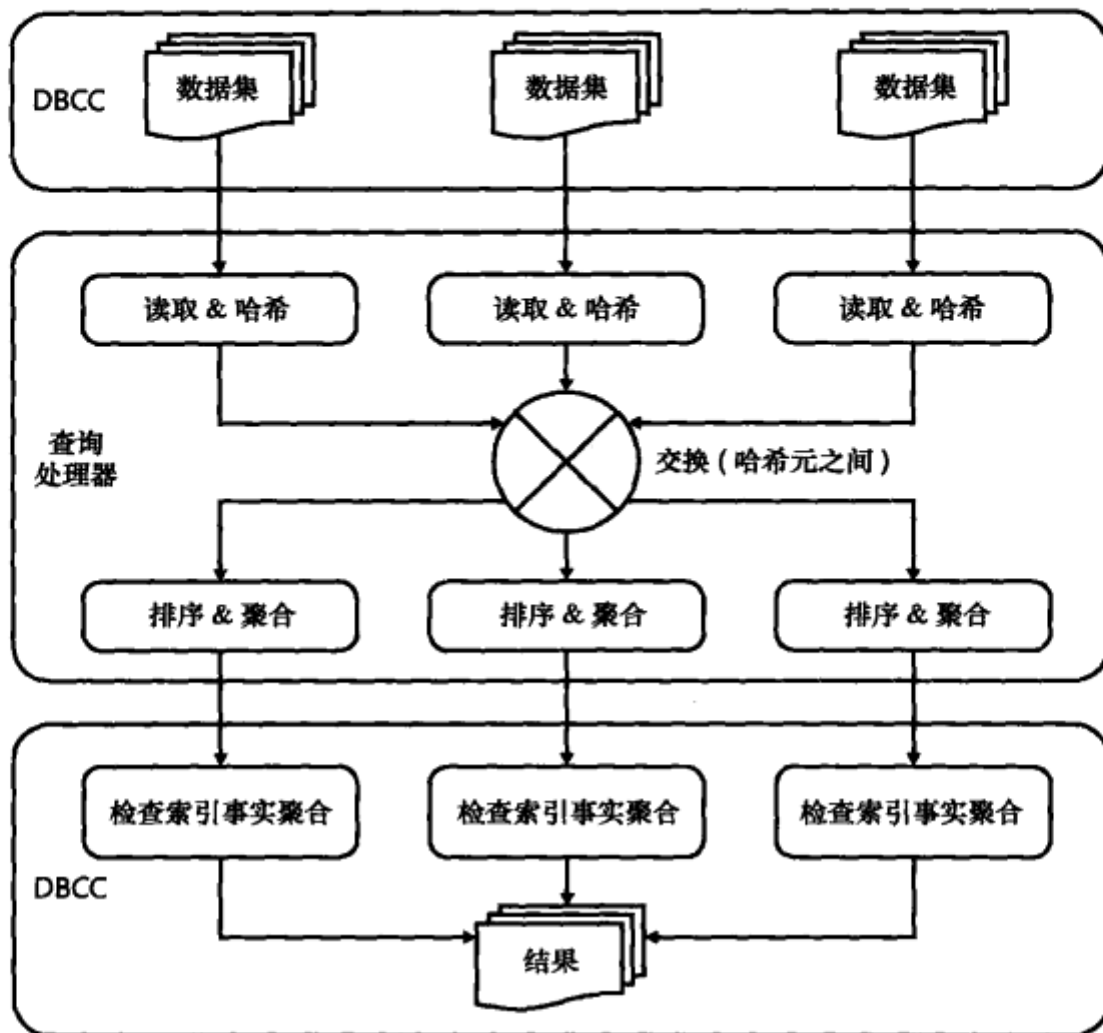 DBCC
数据集
数据集
数据集
读取 & 哈希
读取 & 哈希
读取 & 哈希
查询
处理器
交换 ( 哈希元之间 )
排序 & 聚合
排序 & 聚合
排序 & 聚合
检查索引事实聚合
检查索引事实聚合
检查索引事实聚合
DBCC
结果